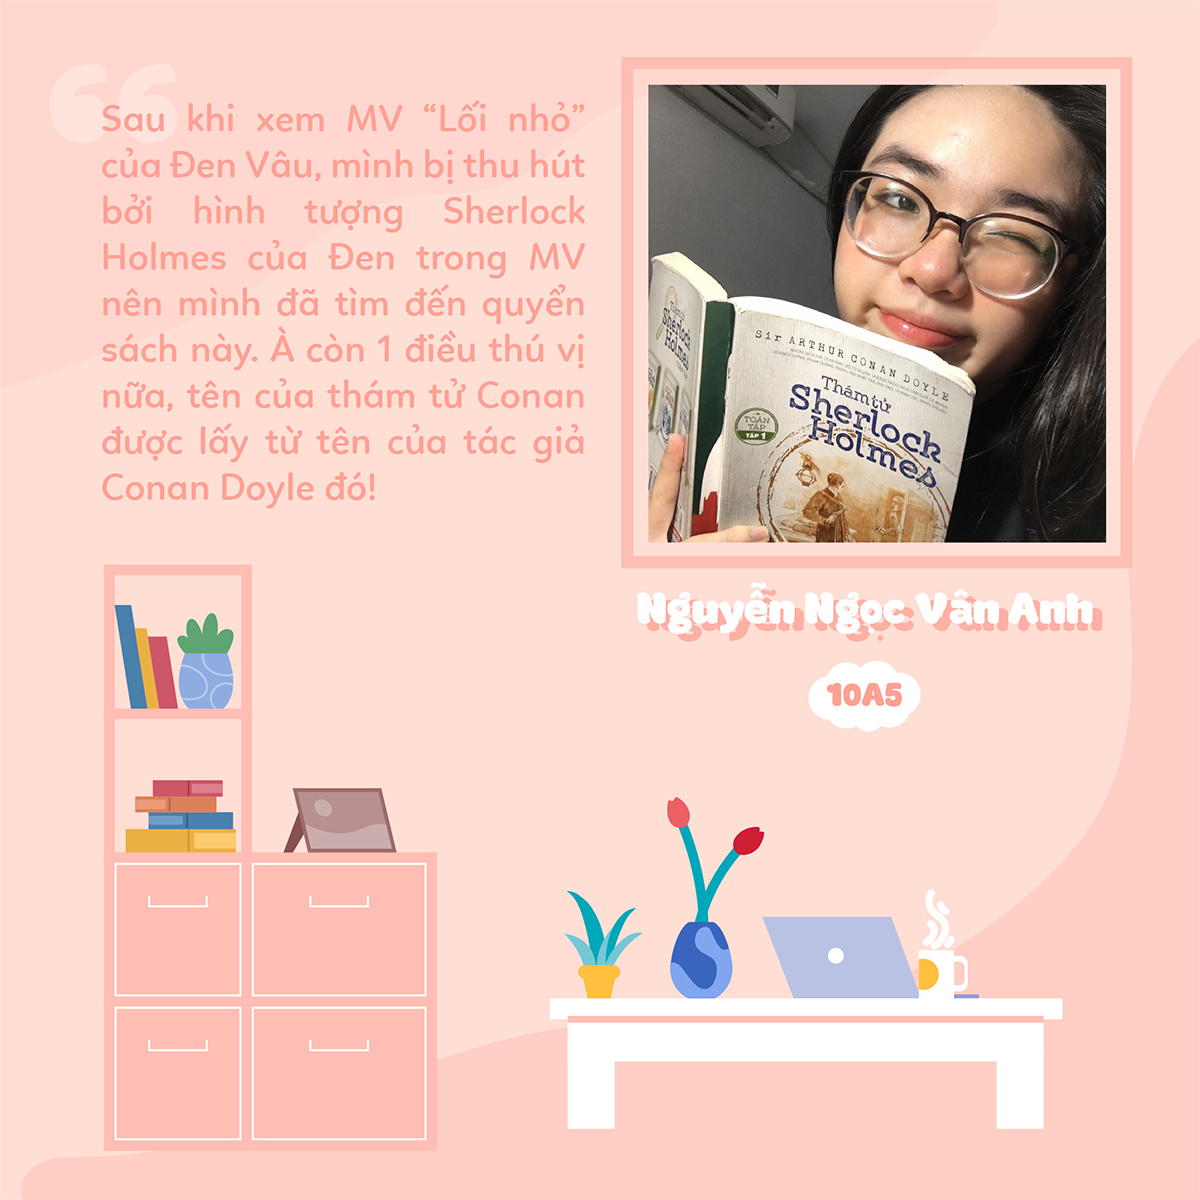 Sau khi xem MV “Lối nhỏ”
của Đen Vâu, mình bị thu hút
bởi hình tượng Sherlock
Holmes của Đen trong MV
nên mình đã tìm đến quyển
sách này. À còn 1 điều thú vị
nữa, tên của thám tử Conan
được lấy từ tên của tác giả
Conan Doyle đó!
Thám tử
Sherlock
Holmes
Sir ARTHUR CONAN DOYLE
Thám tử
Sherlock
Holmes
TOÀN
TẬP
TẬP 1
Nguyễn Ngọc Vân Anh
10A5